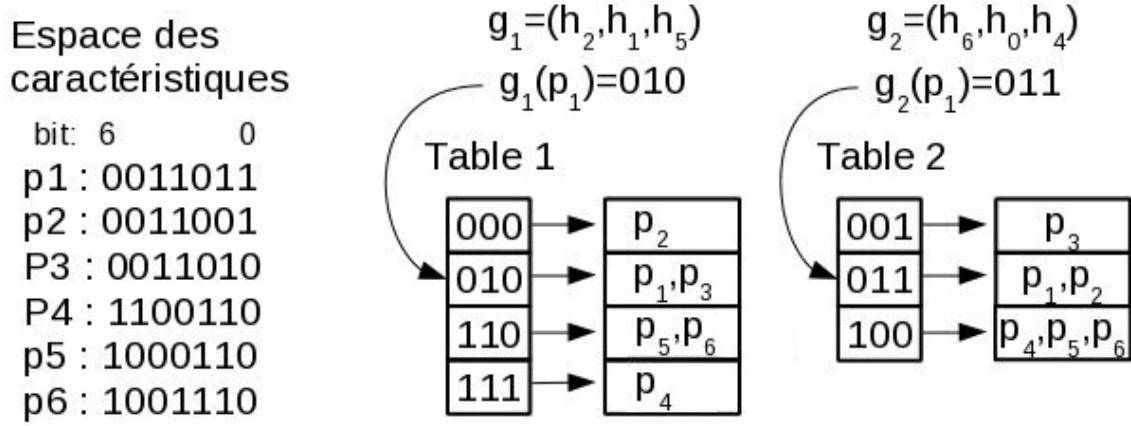 Espace des
caractéristiques
bit: 6 0
p1 : 0011011
p2 : 0011001
P3 : 0011010
P4 : 1100110
p5 : 1000110
p6 : 1001110
g₁=(h₂,h₁,h₅)
g₁(p₁)=010
Table 1
000 p₂
010 p₁,p₃
110 p₅,p₆
111 p₄
g₂=(h₆,h₀,h₄)
g₂(p₁)=011
Table 2
001 p₃
011 p₁,p₂
100 p₄,p₅,p₆